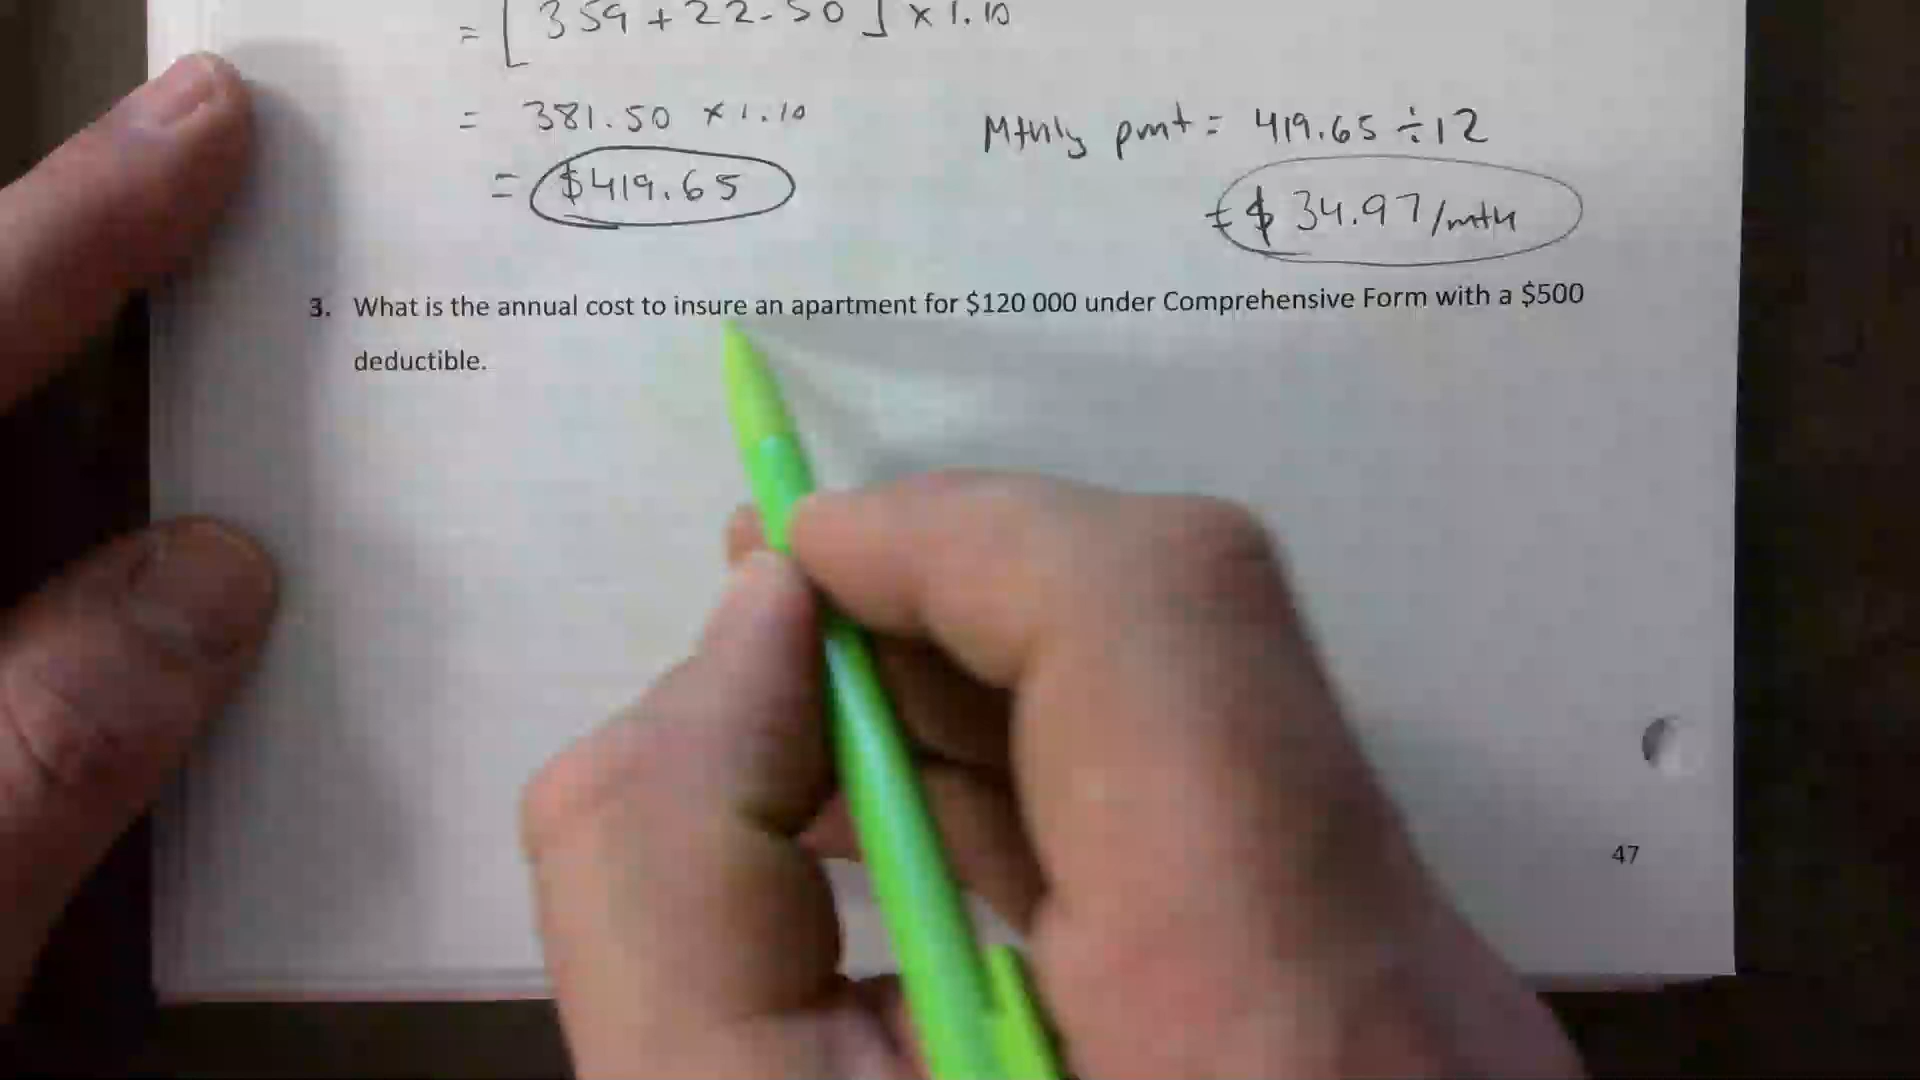 = [ 359 + 22.50 ] × 1.10
= 381.50 × 1.10
= $419.65
Mthly pmt = 419.65 ÷ 12
= $ 34.97/mth
3. What is the annual cost to insure an apartment for $120 000 under Comprehensive Form with a $500
deductible.
47